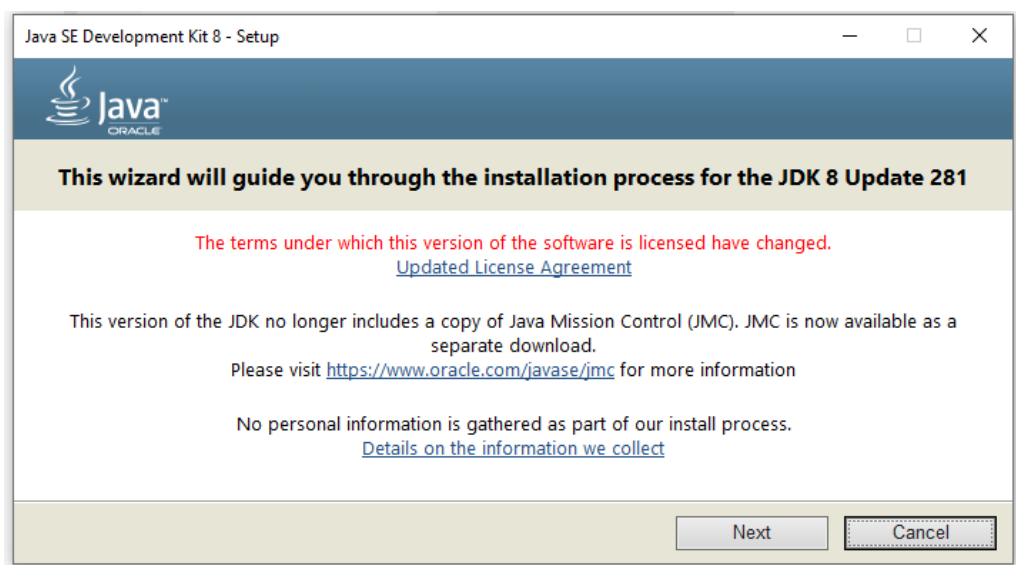 Java SE Development Kit 8 - Setup
Java™
ORACLE
This wizard will guide you through the installation process for the JDK 8 Update 281
The terms under which this version of the software is licensed have changed.
Updated License Agreement
This version of the JDK no longer includes a copy of Java Mission Control (JMC). JMC is now available as a
separate download.
Please visit https://www.oracle.com/javase/jmc for more information
No personal information is gathered as part of our install process.
Details on the information we collect
Next Cancel